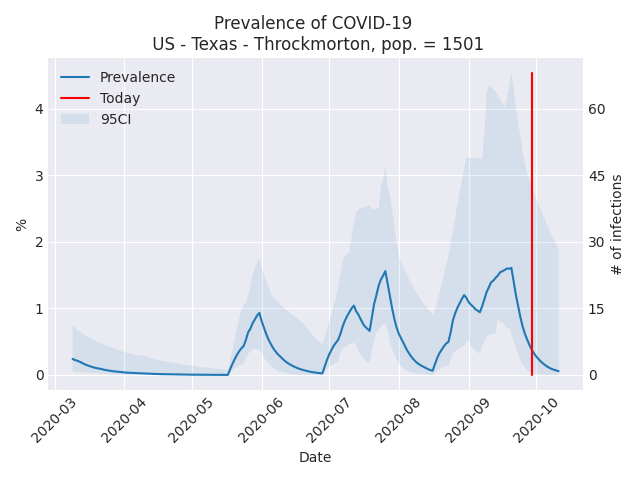 Prevalence of COVID-19
US - Texas - Throckmorton, pop. = 1501
Prevalence
Today
95CI
4
3
2
1
0
%
60
45
30
15
0
# of infections
2020-03
2020-04
2020-05
2020-06
2020-07
2020-08
2020-09
2020-10
Date